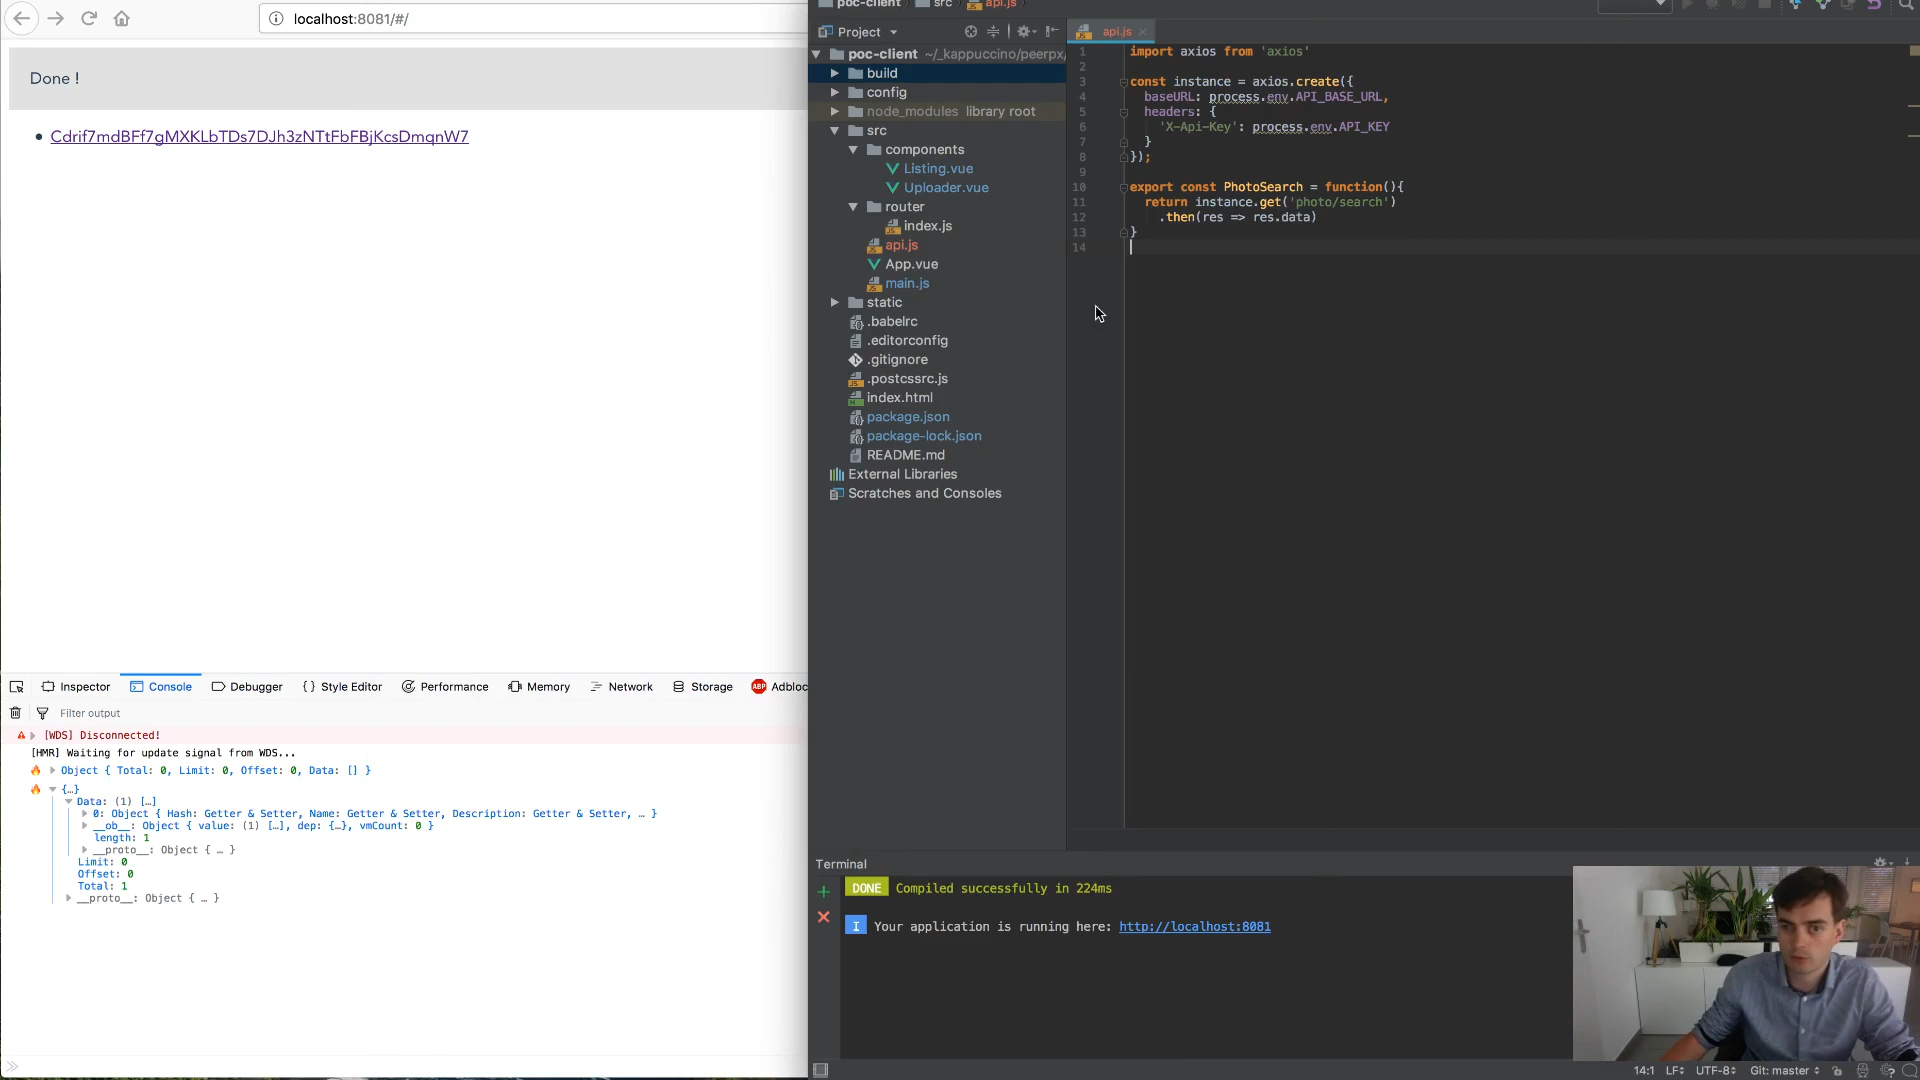 localhost:8081/#/
Done !
Cdrif7mdBFf7gMXKLbTDs7DJh3zNTtFbFBjKcsDmqnW7
Inspector
Console
Debugger
Style Editor
Performance
Memory
Network
Storage
Adbloc
Filter output
[WDS] Disconnected!
[HMR] Waiting for update signal from WDS...
Object { Total: 0, Limit: 0, Offset: 0, Data: [] }
{…}
Data: (1) […]
0: Object { Hash: Getter & Setter, Name: Getter & Setter, Description: Getter & Setter, … }
__ob__: Object { value: (1) […], dep: {…}, vmCount: 0 }
length: 1
__proto__: Object { … }
Limit: 0
Offset: 0
Total: 1
__proto__: Object { … }
poc-client
src
api.js
Project
poc-client ~/_kappuccino/peerpx/
build
config
node_modules library root
src
components
Listing.vue
Uploader.vue
router
index.js
api.js
App.vue
main.js
static
.babelrc
.editorconfig
.gitignore
.postcssrc.js
index.html
package.json
package-lock.json
README.md
External Libraries
Scratches and Consoles
api.js
1 import axios from 'axios'
2
3 const instance = axios.create({
4 baseURL: process.env.API_BASE_URL,
5 headers: {
6 'X-Api-Key': process.env.API_KEY
7 }
8 });
9
10 export const PhotoSearch = function(){
11 return instance.get('photo/search')
12 .then(res => res.data)
13 }
14
Terminal
DONE Compiled successfully in 224ms
I Your application is running here: http://localhost:8081
14:1 LF UTF-8 Git: master